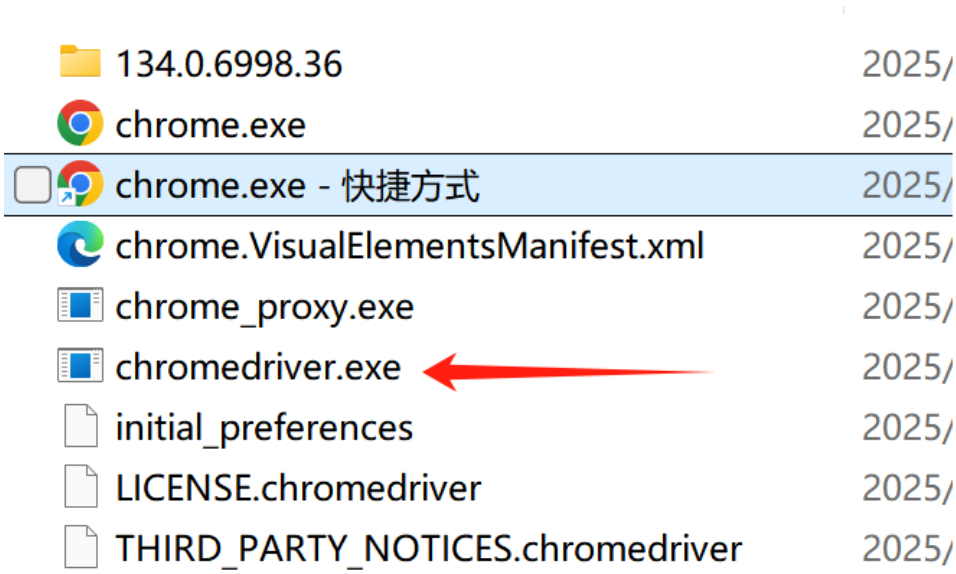 134.0.6998.36 2025/
chrome.exe 2025/
chrome.exe - 快捷方式 2025/
chrome.VisualElementsManifest.xml 2025/
chrome_proxy.exe 2025/
chromedriver.exe 2025/
initial_preferences 2025/
LICENSE.chromedriver 2025/
THIRD_PARTY_NOTICES.chromedriver 2025/